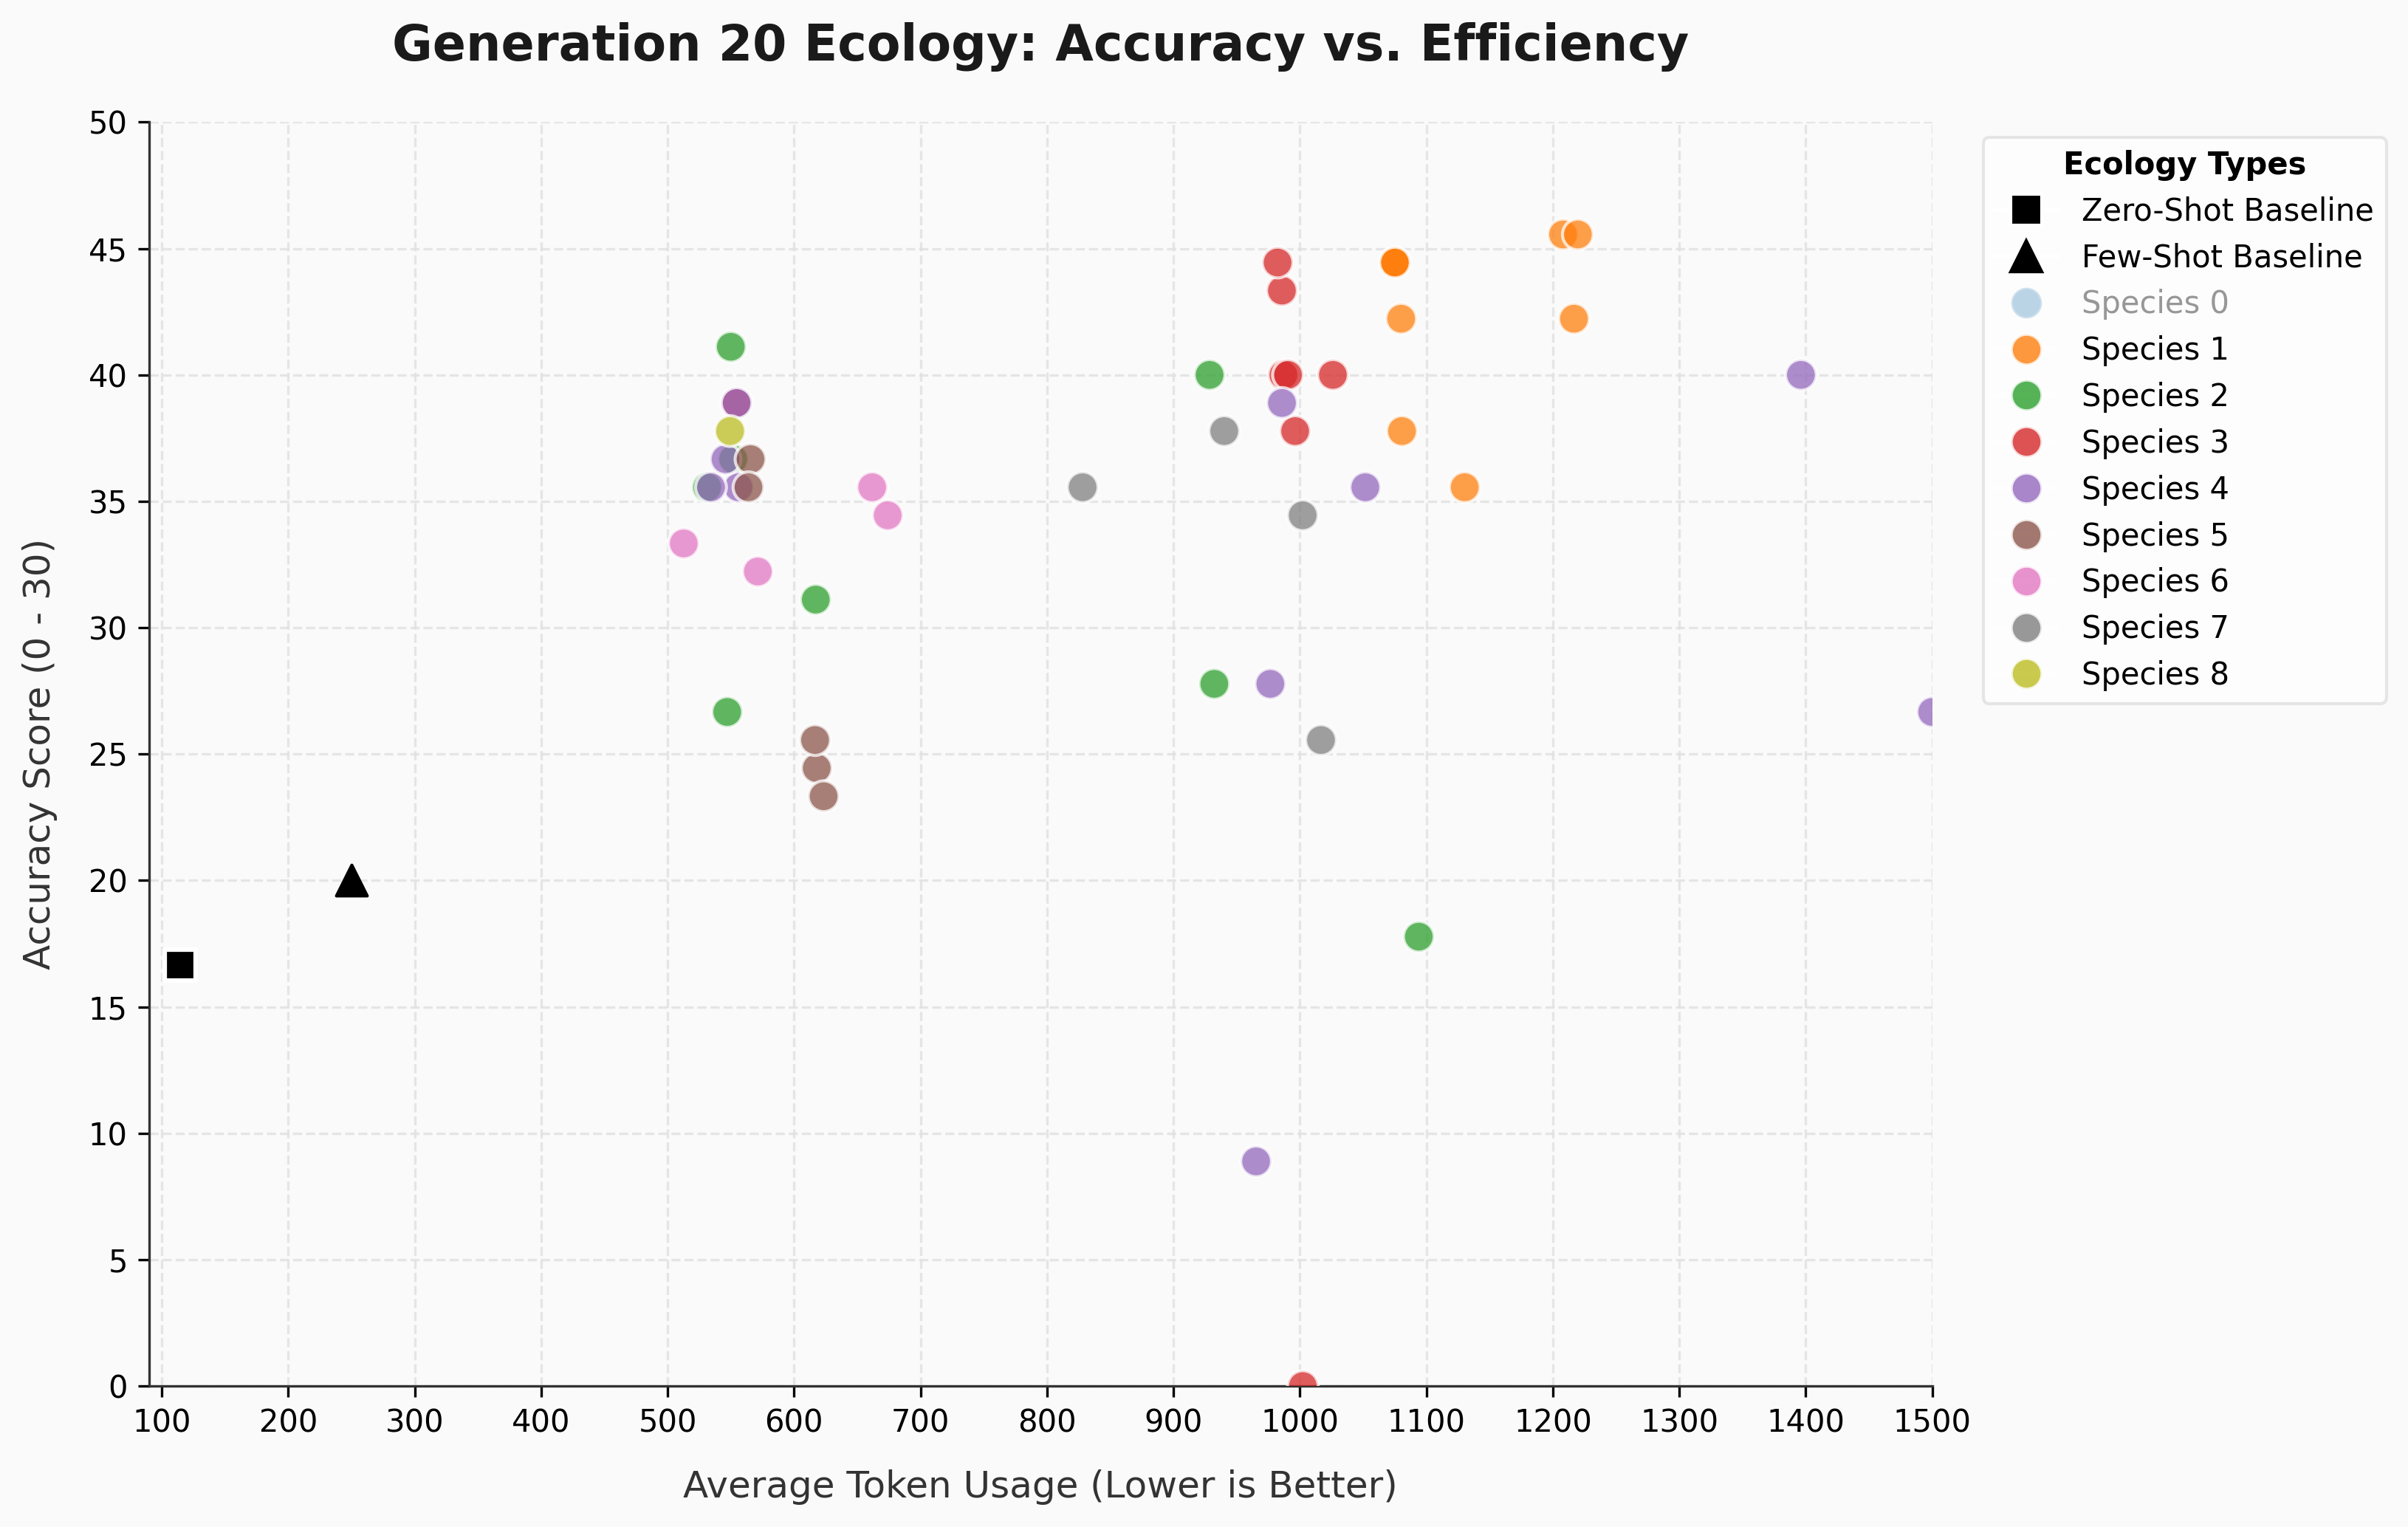 Generation 20 Ecology: Accuracy vs. Efficiency
Accuracy Score (0 - 30)
50
45
40
35
30
25
20
15
10
5
0
100 200 300 400 500 600 700 800 900 1000 1100 1200 1300 1400 1500
Average Token Usage (Lower is Better)
Ecology Types
Zero-Shot Baseline
Few-Shot Baseline
Species 0
Species 1
Species 2
Species 3
Species 4
Species 5
Species 6
Species 7
Species 8